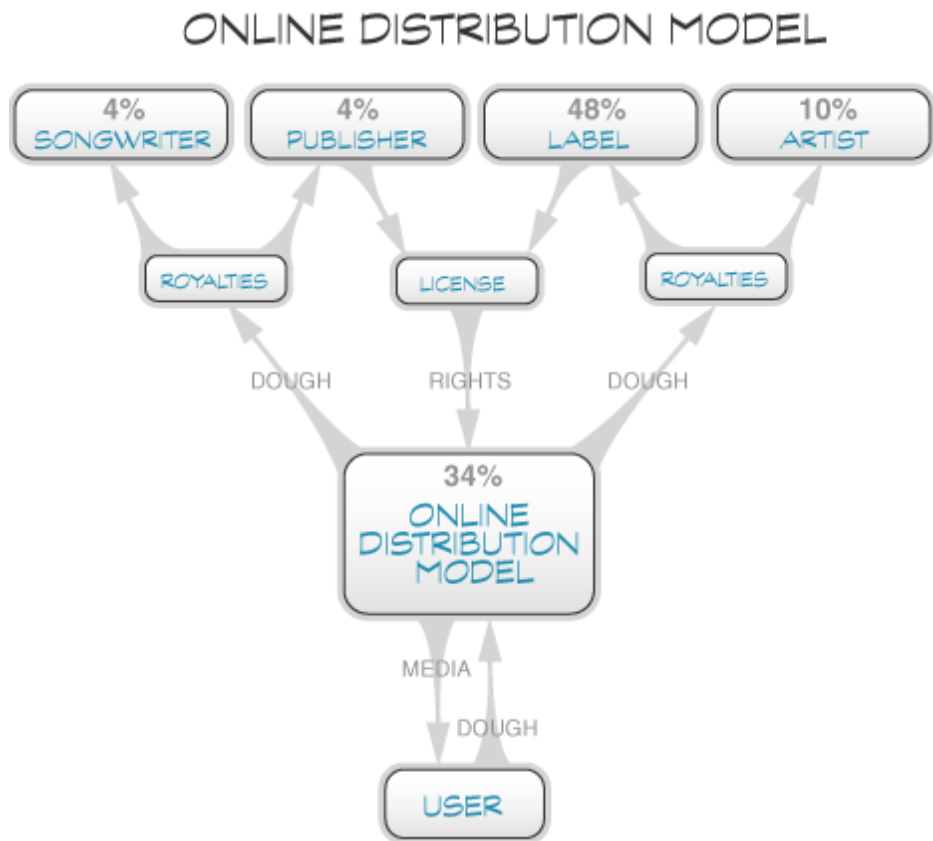 ONLINE DISTRIBUTION MODEL
4%
SONGWRITER
4%
PUBLISHER
48%
LABEL
10%
ARTIST
ROYALTIES
LICENSE
ROYALTIES
DOUGH
RIGHTS
DOUGH
34%
ONLINE
DISTRIBUTION
MODEL
MEDIA
DOUGH
USER